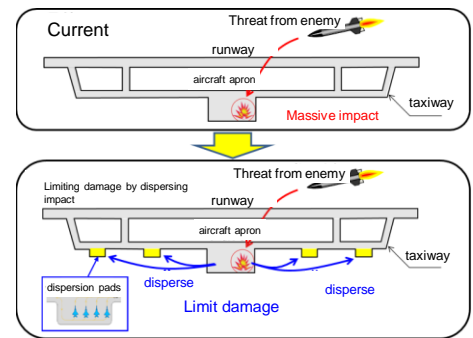 Current
Threat from enemy
runway
aircraft apron
Massive impact
taxiway
Threat from enemy
Limiting damage by dispersing
impact
runway
aircraft apron
taxiway
dispersion pads
disperse
disperse
Limit damage